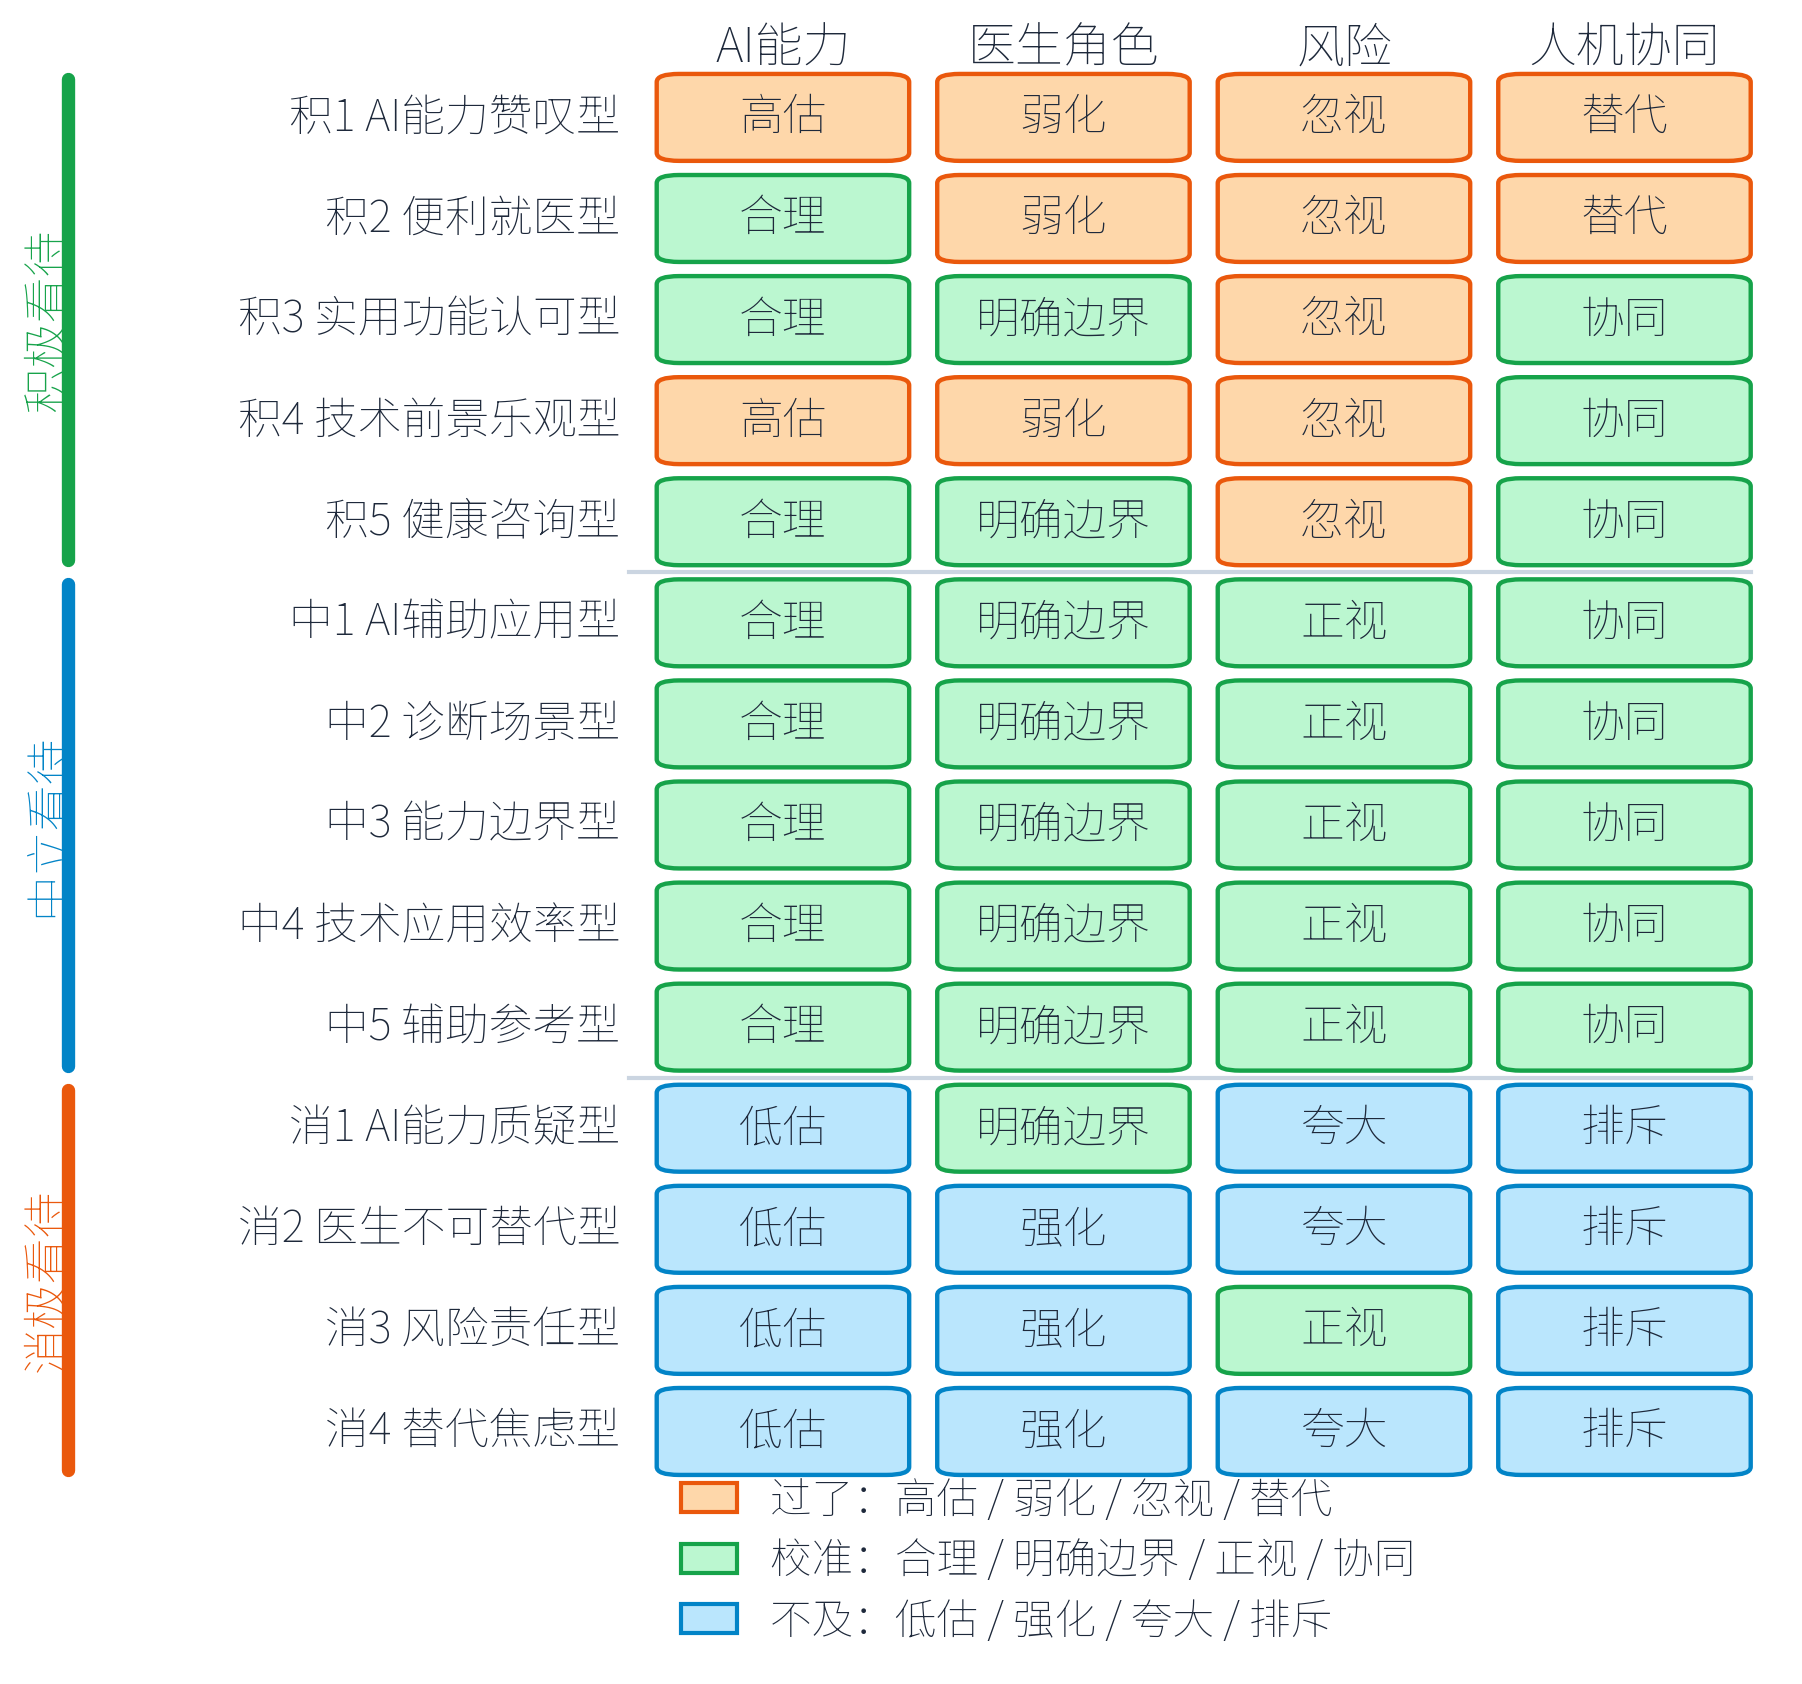 AI能力 医生角色 风险 人机协同
积极看待
积1 AI能力赞叹型 高估 弱化 忽视 替代
积2 便利就医型 合理 弱化 忽视 替代
积3 实用功能认可型 合理 明确边界 忽视 协同
积4 技术前景乐观型 高估 弱化 忽视 协同
积5 健康咨询型 合理 明确边界 忽视 协同
中立看待
中1 AI辅助应用型 合理 明确边界 正视 协同
中2 诊断场景型 合理 明确边界 正视 协同
中3 能力边界型 合理 明确边界 正视 协同
中4 技术应用效率型 合理 明确边界 正视 协同
中5 辅助参考型 合理 明确边界 正视 协同
消极看待
消1 AI能力质疑型 低估 明确边界 夸大 排斥
消2 医生不可替代型 低估 强化 夸大 排斥
消3 风险责任型 低估 强化 正视 排斥
消4 替代焦虑型 低估 强化 夸大 排斥
过了：高估 / 弱化 / 忽视 / 替代
校准：合理 / 明确边界 / 正视 / 协同
不及：低估 / 强化 / 夸大 / 排斥